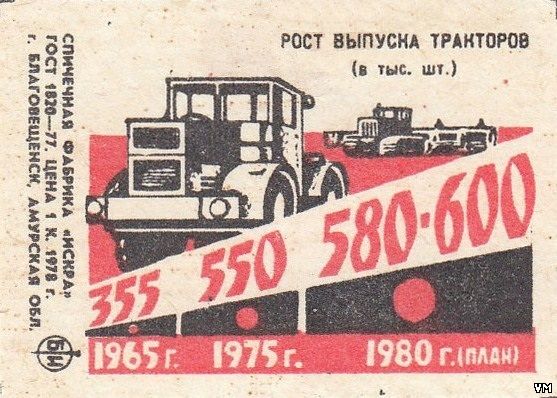 РОСТ ВЫПУСКА ТРАКТОРОВ
(в тыс. шт.)
355 550 580-600
1965 г. 1975 г. 1980 г. (ПЛАН)
СПИЧЕЧНАЯ ФАБРИКА «ИСКРА»
ГОСТ 1820—77. ЦЕНА 1 К. 1978 г.
г. БЛАГОВЕЩЕНСК, АМУРСКАЯ ОБЛ.
VM